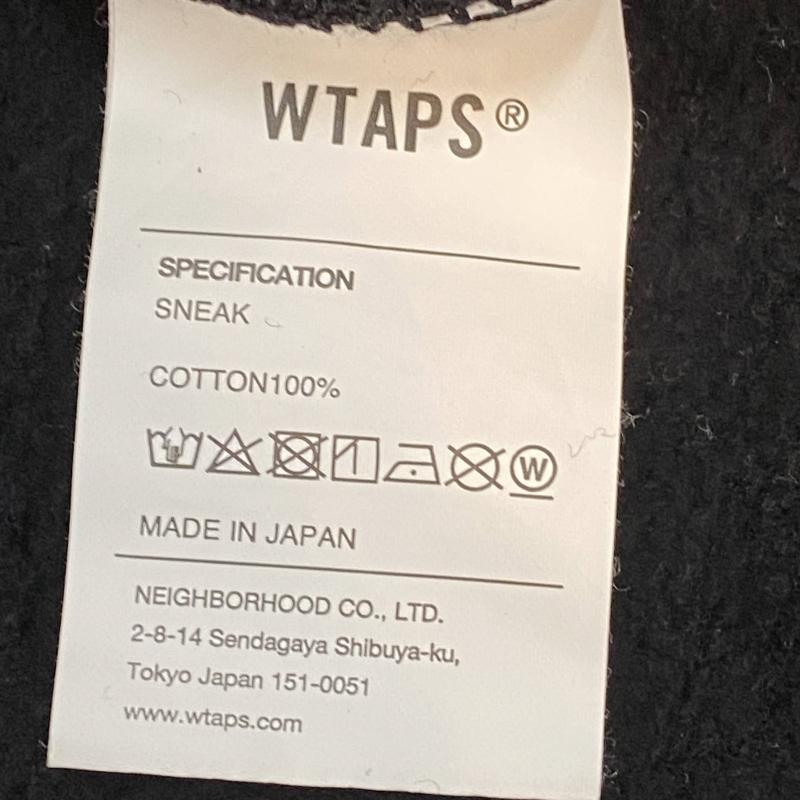 WTAPS®
SPECIFICATION
SNEAK
COTTON100%
W
MADE IN JAPAN
NEIGHBORHOOD CO., LTD.
2-8-14 Sendagaya Shibuya-ku,
Tokyo Japan 151-0051
www.wtaps.com